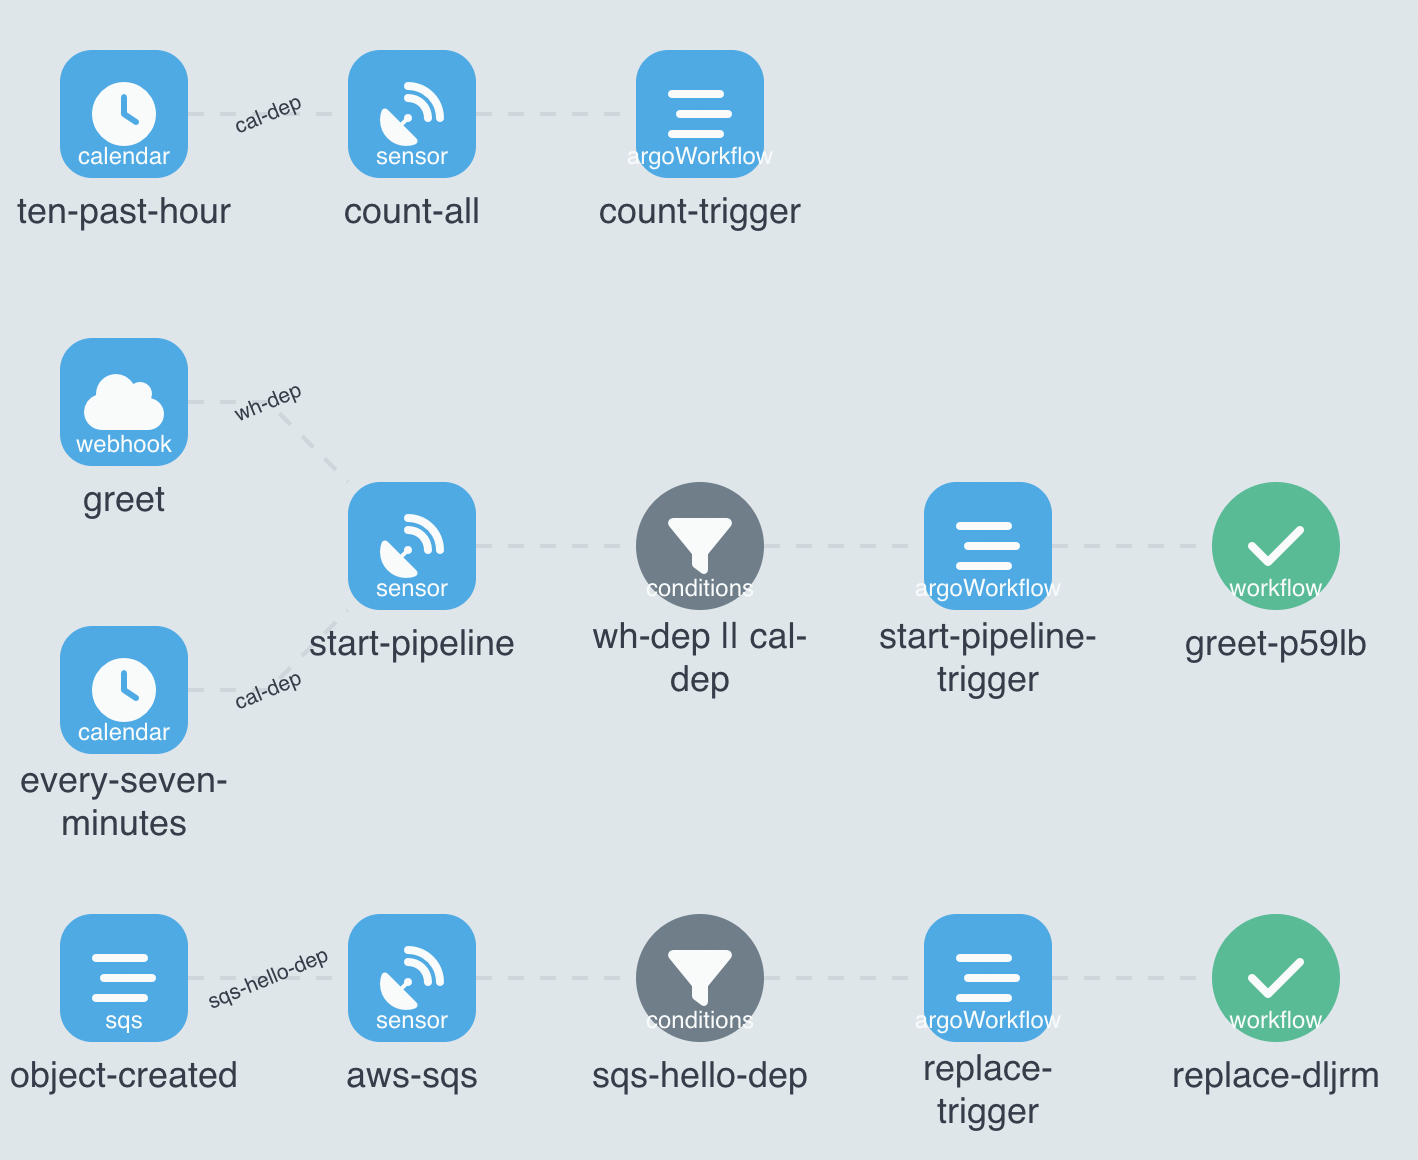 cal-dep
calendar
sensor
argoWorkflow
ten-past-hour
count-all
count-trigger
wh-dep
webhook
greet
sensor
conditions
argoWorkflow
workflow
start-pipeline
wh-dep || cal-
dep
start-pipeline-
trigger
greet-p59lb
cal-dep
calendar
every-seven-
minutes
sqs-hello-dep
sqs
sensor
conditions
argoWorkflow
workflow
object-created
aws-sqs
sqs-hello-dep
replace-
trigger
replace-dljrm